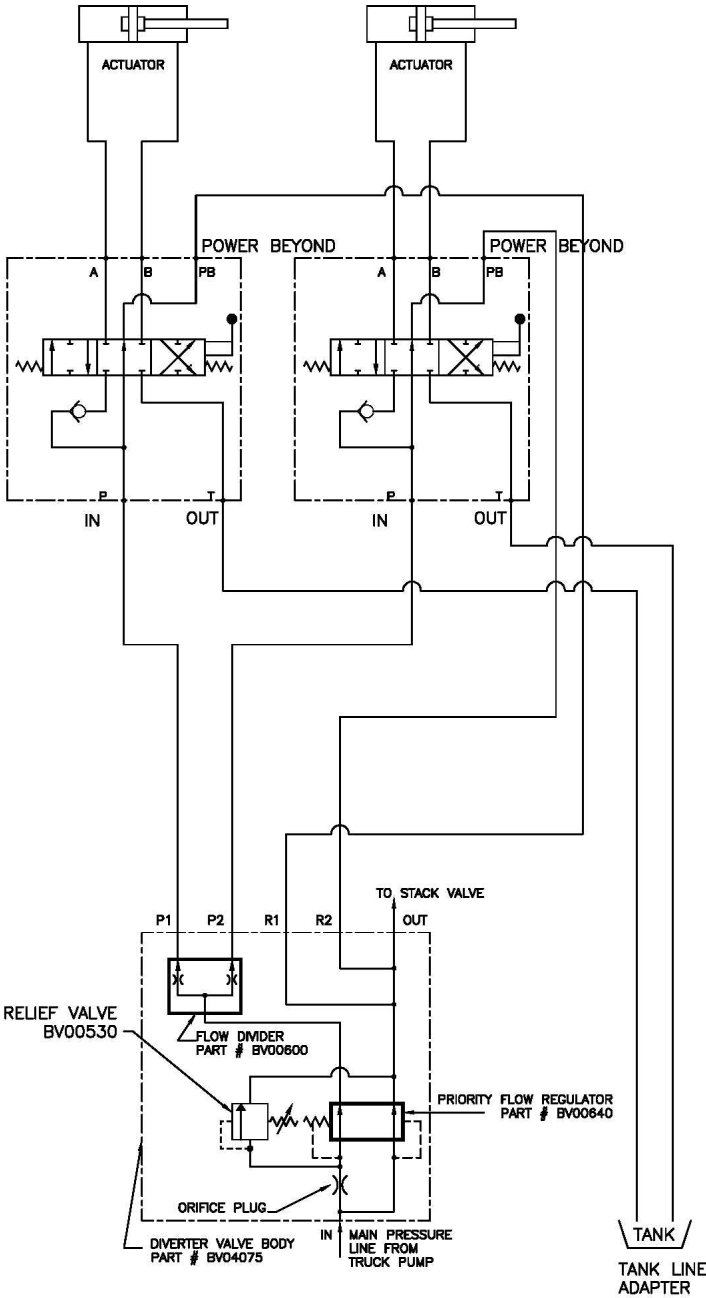 ACTUATOR
ACTUATOR
POWER BEYOND
POWER BEYOND
A
B
PB
A
B
PB
P
T
P
T
IN
OUT
IN
OUT
TO STACK VALVE
P1
P2
R1
R2
OUT
RELIEF VALVE
BV00530
FLOW DIVIDER
PART # BV00600
PRIORITY FLOW REGULATOR
PART # BV00640
ORIFICE PLUG
IN
MAIN PRESSURE
LINE FROM
TRUCK PUMP
DIVERTER VALVE BODY
PART # BV04075
TANK
TANK LINE
ADAPTER